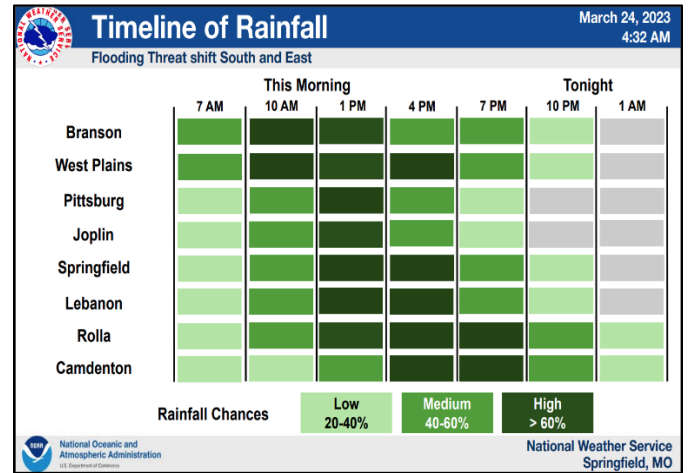 Timeline of Rainfall
March 24, 2023
4:32 AM
Flooding Threat shift South and East
This Morning Tonight
7 AM 10 AM 1 PM 4 PM 7 PM 10 PM 1 AM
Branson
West Plains
Pittsburg
Joplin
Springfield
Lebanon
Rolla
Camdenton
Rainfall Chances
Low
20-40%
Medium
40-60%
High
> 60%
NOAA
National Oceanic and
Atmospheric Administration
U.S. Department of Commerce
National Weather Service
Springfield, MO